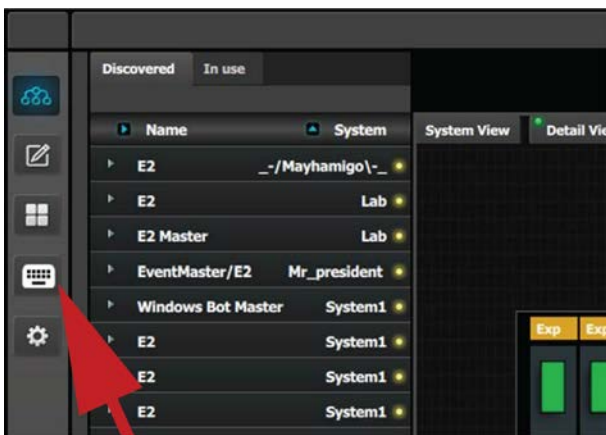 Discovered In use
Name System System View Detail Vie
E2 _-/Mayhamigo\-_
E2 Lab
E2 Master Lab
EventMaster/E2 Mr_president
Windows Bot Master System1
E2 System1 Exp Exp
E2 System1
E2 System1